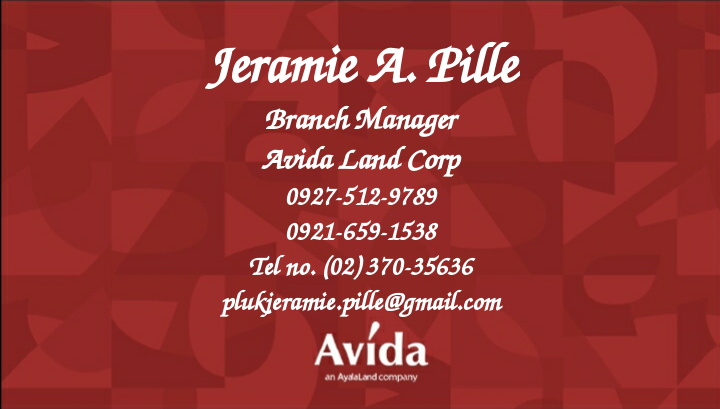 Jeramie A. Pille
Branch Manager
Avida Land Corp
0927-512-9789
0921-659-1538
Tel no. (02) 370-35636
plukjeramie.pille@gmail.com
Avída
an AyalaLand company